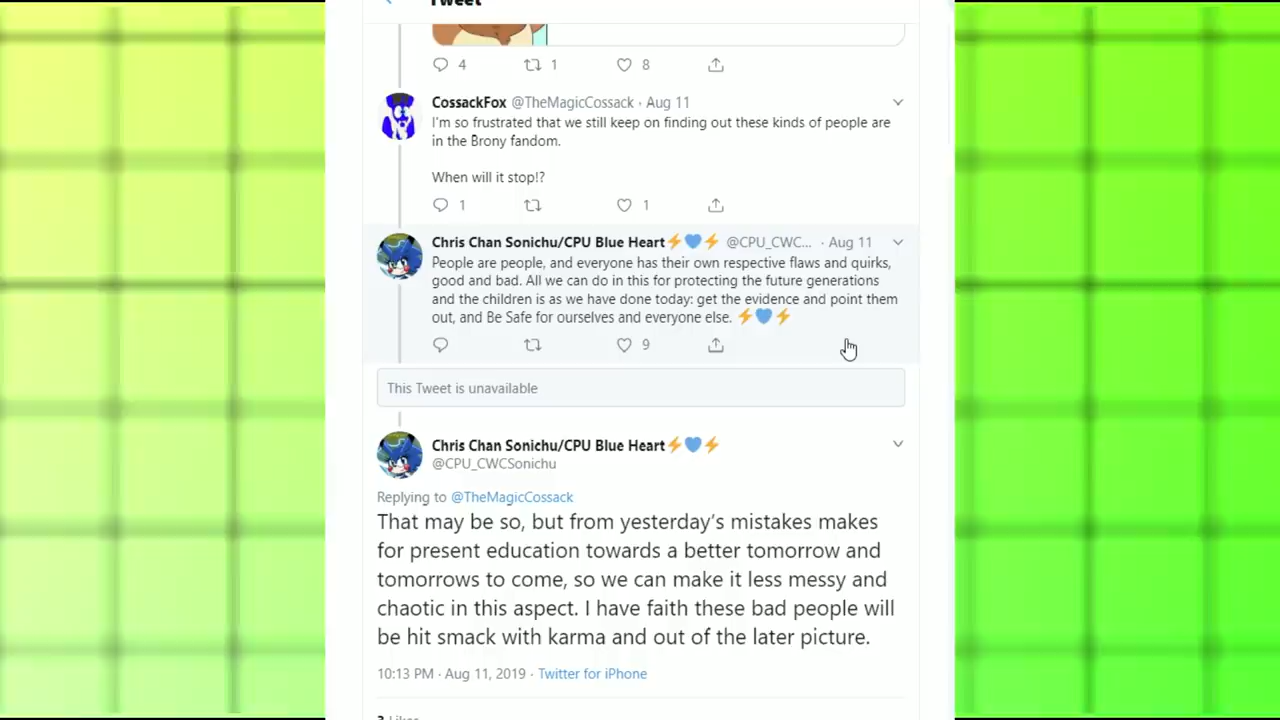 Tweet
4 1 8
CossackFox @TheMagicCossack · Aug 11
I'm so frustrated that we still keep on finding out these kinds of people are
in the Brony fandom.
When will it stop!?
1 1
Chris Chan Sonichu/CPU Blue Heart⚡💙⚡ @CPU_CWC... · Aug 11
People are people, and everyone has their own respective flaws and quirks,
good and bad. All we can do in this for protecting the future generations
and the children is as we have done today: get the evidence and point them
out, and Be Safe for ourselves and everyone else. ⚡💙⚡
9
This Tweet is unavailable
Chris Chan Sonichu/CPU Blue Heart⚡💙⚡
@CPU_CWCSonichu
Replying to @TheMagicCossack
That may be so, but from yesterday's mistakes makes
for present education towards a better tomorrow and
tomorrows to come, so we can make it less messy and
chaotic in this aspect. I have faith these bad people will
be hit smack with karma and out of the later picture.
10:13 PM · Aug 11, 2019 · Twitter for iPhone
3 Likes